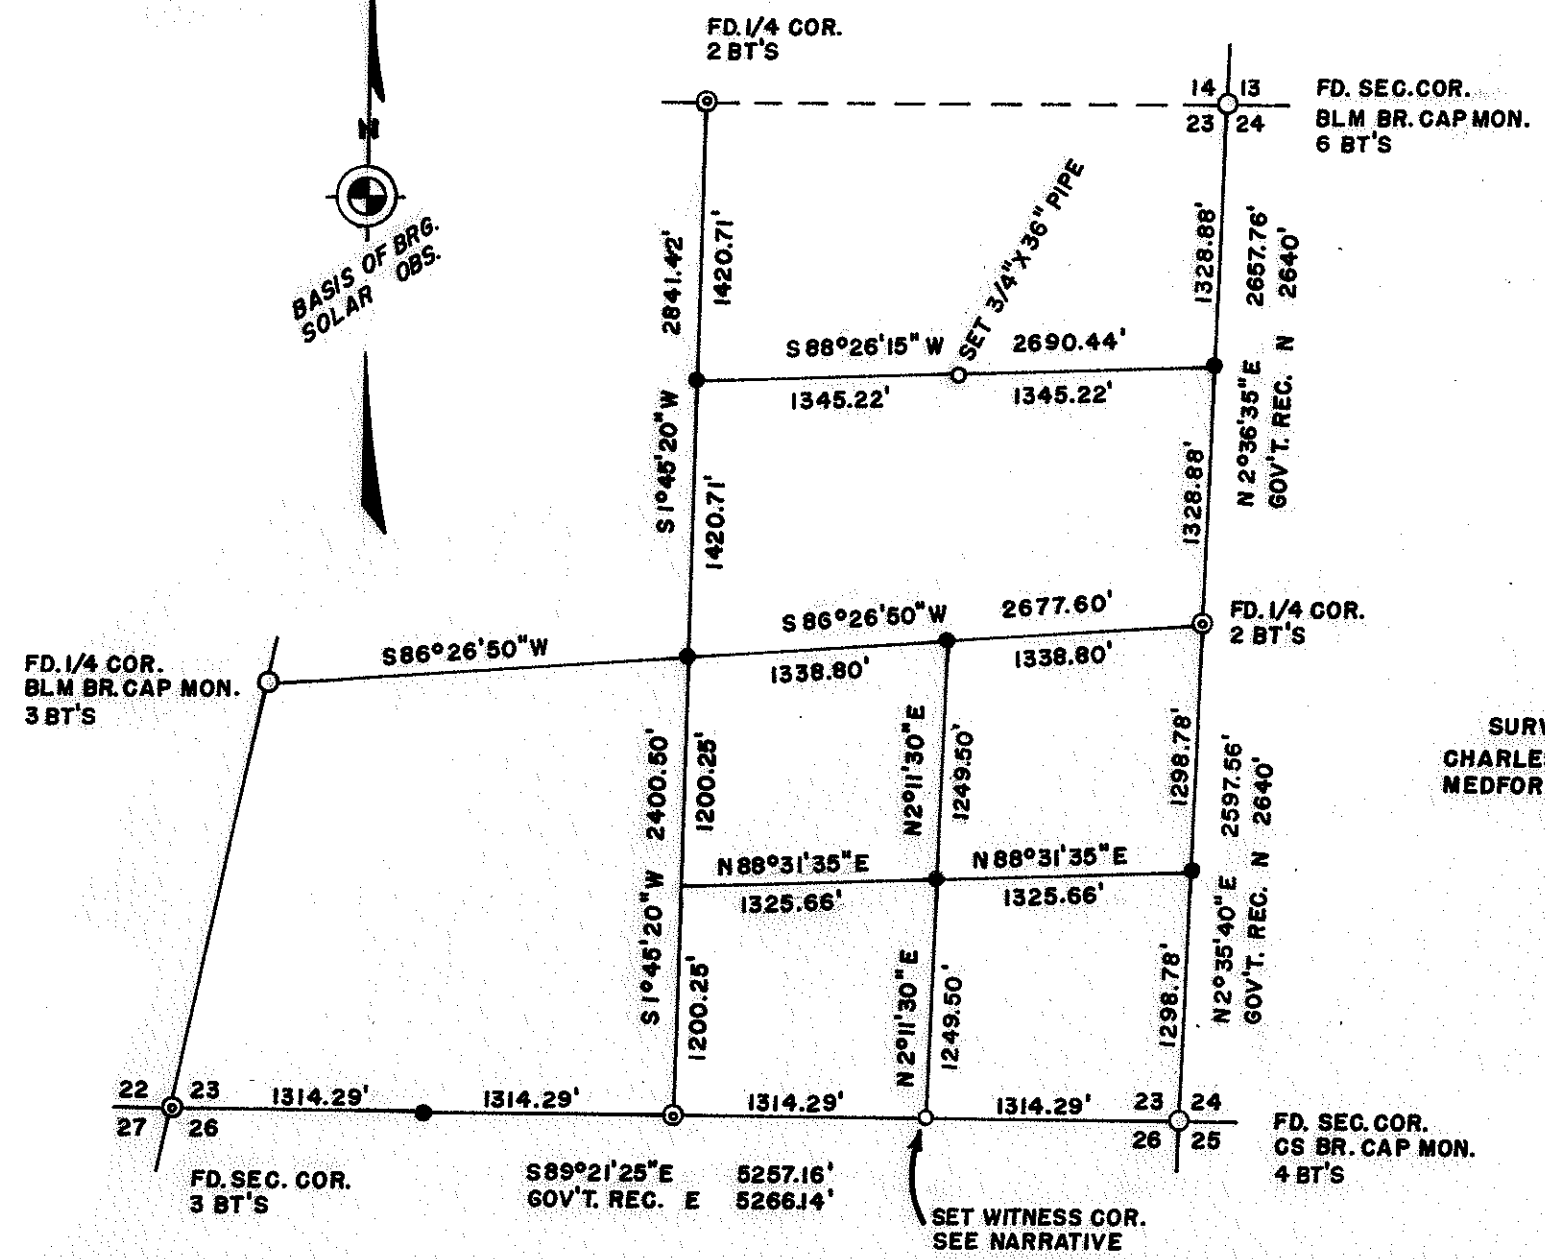 FD. 1/4 COR.
2 BT'S
14 13
23 24
FD. SEC. COR.
BLM BR. CAP MON.
6 BT'S
N
BASIS OF BRG.
SOLAR OBS.
SET 3/4" X 36" PIPE
2841.42'
1420.71'
1328.88'
2657.76'
2640'
S 88°26'15" W 2690.44'
1345.22' 1345.22'
S 1°45'20" W
1420.71'
1328.88'
N 2°36'35" E
GOV'T. REC. N
FD. 1/4 COR.
BLM BR. CAP MON.
3 BT'S
S 86°26'50" W
S 86°26'50" W 2677.60'
1338.80' 1338.80'
FD. 1/4 COR.
2 BT'S
2400.50'
1200.25'
N 2°11'30" E
1249.50'
1298.78'
2597.56'
2640'
SURV
CHARLES
MEDFOR
N 88°31'35" E N 88°31'35" E
1325.66' 1325.66'
S 1°45'20" W
1200.25'
N 2°11'30" E
1249.50'
1298.78'
N 2°35'40" E
GOV'T. REC. N
22 23
27 26
1314.29' 1314.29' 1314.29' 1314.29'
23 24
26 25
FD. SEC. COR.
3 BT'S
S 89°21'25" E 5257.16'
GOV'T. REC. E 5266.14'
FD. SEC. COR.
CS BR. CAP MON.
4 BT'S
SET WITNESS COR.
SEE NARRATIVE